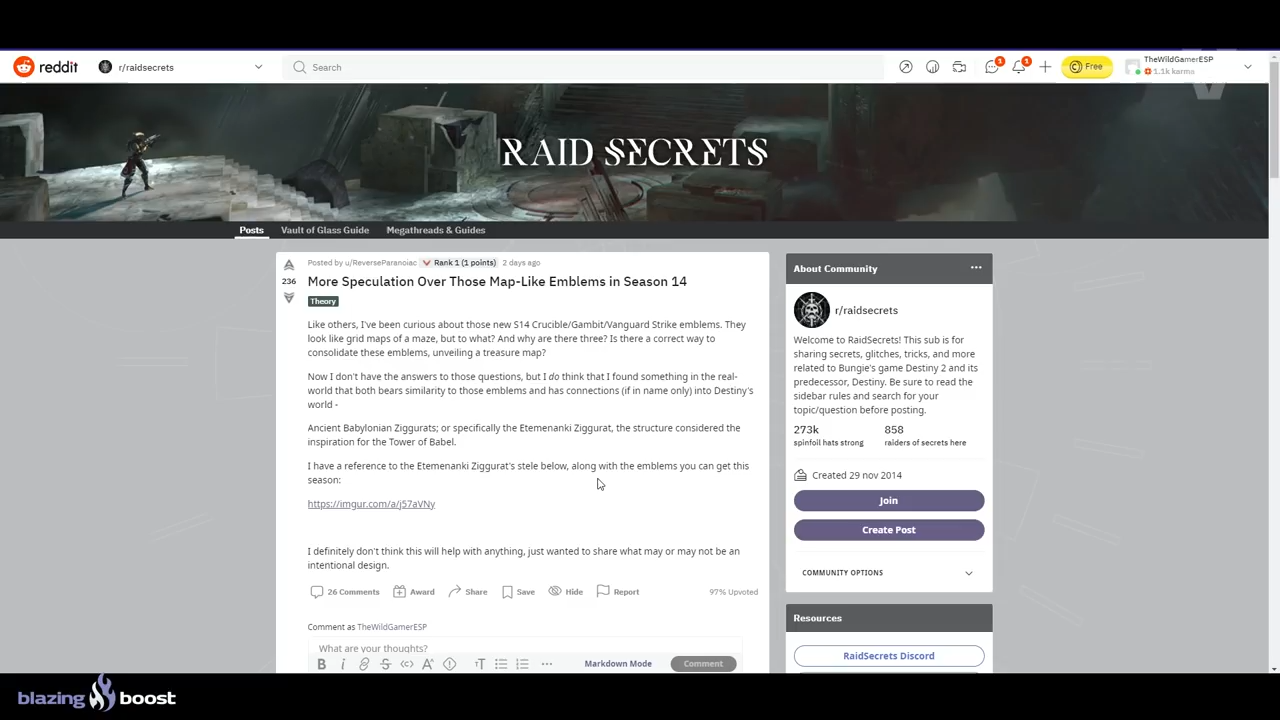 reddit
r/raidsecrets
Search
1
1
Free
TheWildGamerESP
1.1k karma
RAID SECRETS
Posts
Vault of Glass Guide
Megathreads & Guides
Posted by u/ReverseParanoiac
Rank 1 (1 points)
2 days ago
236
More Speculation Over Those Map-Like Emblems in Season 14
Theory
Like others, I've been curious about those new S14 Crucible/Gambit/Vanguard Strike emblems. They
look like grid maps of a maze, but to what? And why are there three? Is there a correct way to
consolidate these emblems, unveiling a treasure map?
Now I don't have the answers to those questions, but I do think that I found something in the real-
world that both bears similarity to those emblems and has connections (if in name only) into Destiny's
world -
Ancient Babylonian Ziggurats; or specifically the Etemenanki Ziggurat, the structure considered the
inspiration for the Tower of Babel.
I have a reference to the Etemenanki Ziggurat's stele below, along with the emblems you can get this
season:
https://imgur.com/a/j57aVNy
I definitely don't think this will help with anything, just wanted to share what may or may not be an
intentional design.
26 Comments
Award
Share
Save
Hide
Report
97% Upvoted
Comment as TheWildGamerESP
What are your thoughts?
Markdown Mode
Comment
About Community
r/raidsecrets
Welcome to RaidSecrets! This sub is for
sharing secrets, glitches, tricks, and more
related to Bungie's game Destiny 2 and its
predecessor, Destiny. Be sure to read the
sidebar rules and search for your
topic/question before posting.
273k
858
spinfoil hats strong
raiders of secrets here
Created 29 nov 2014
Join
Create Post
COMMUNITY OPTIONS
Resources
RaidSecrets Discord
blazing boost